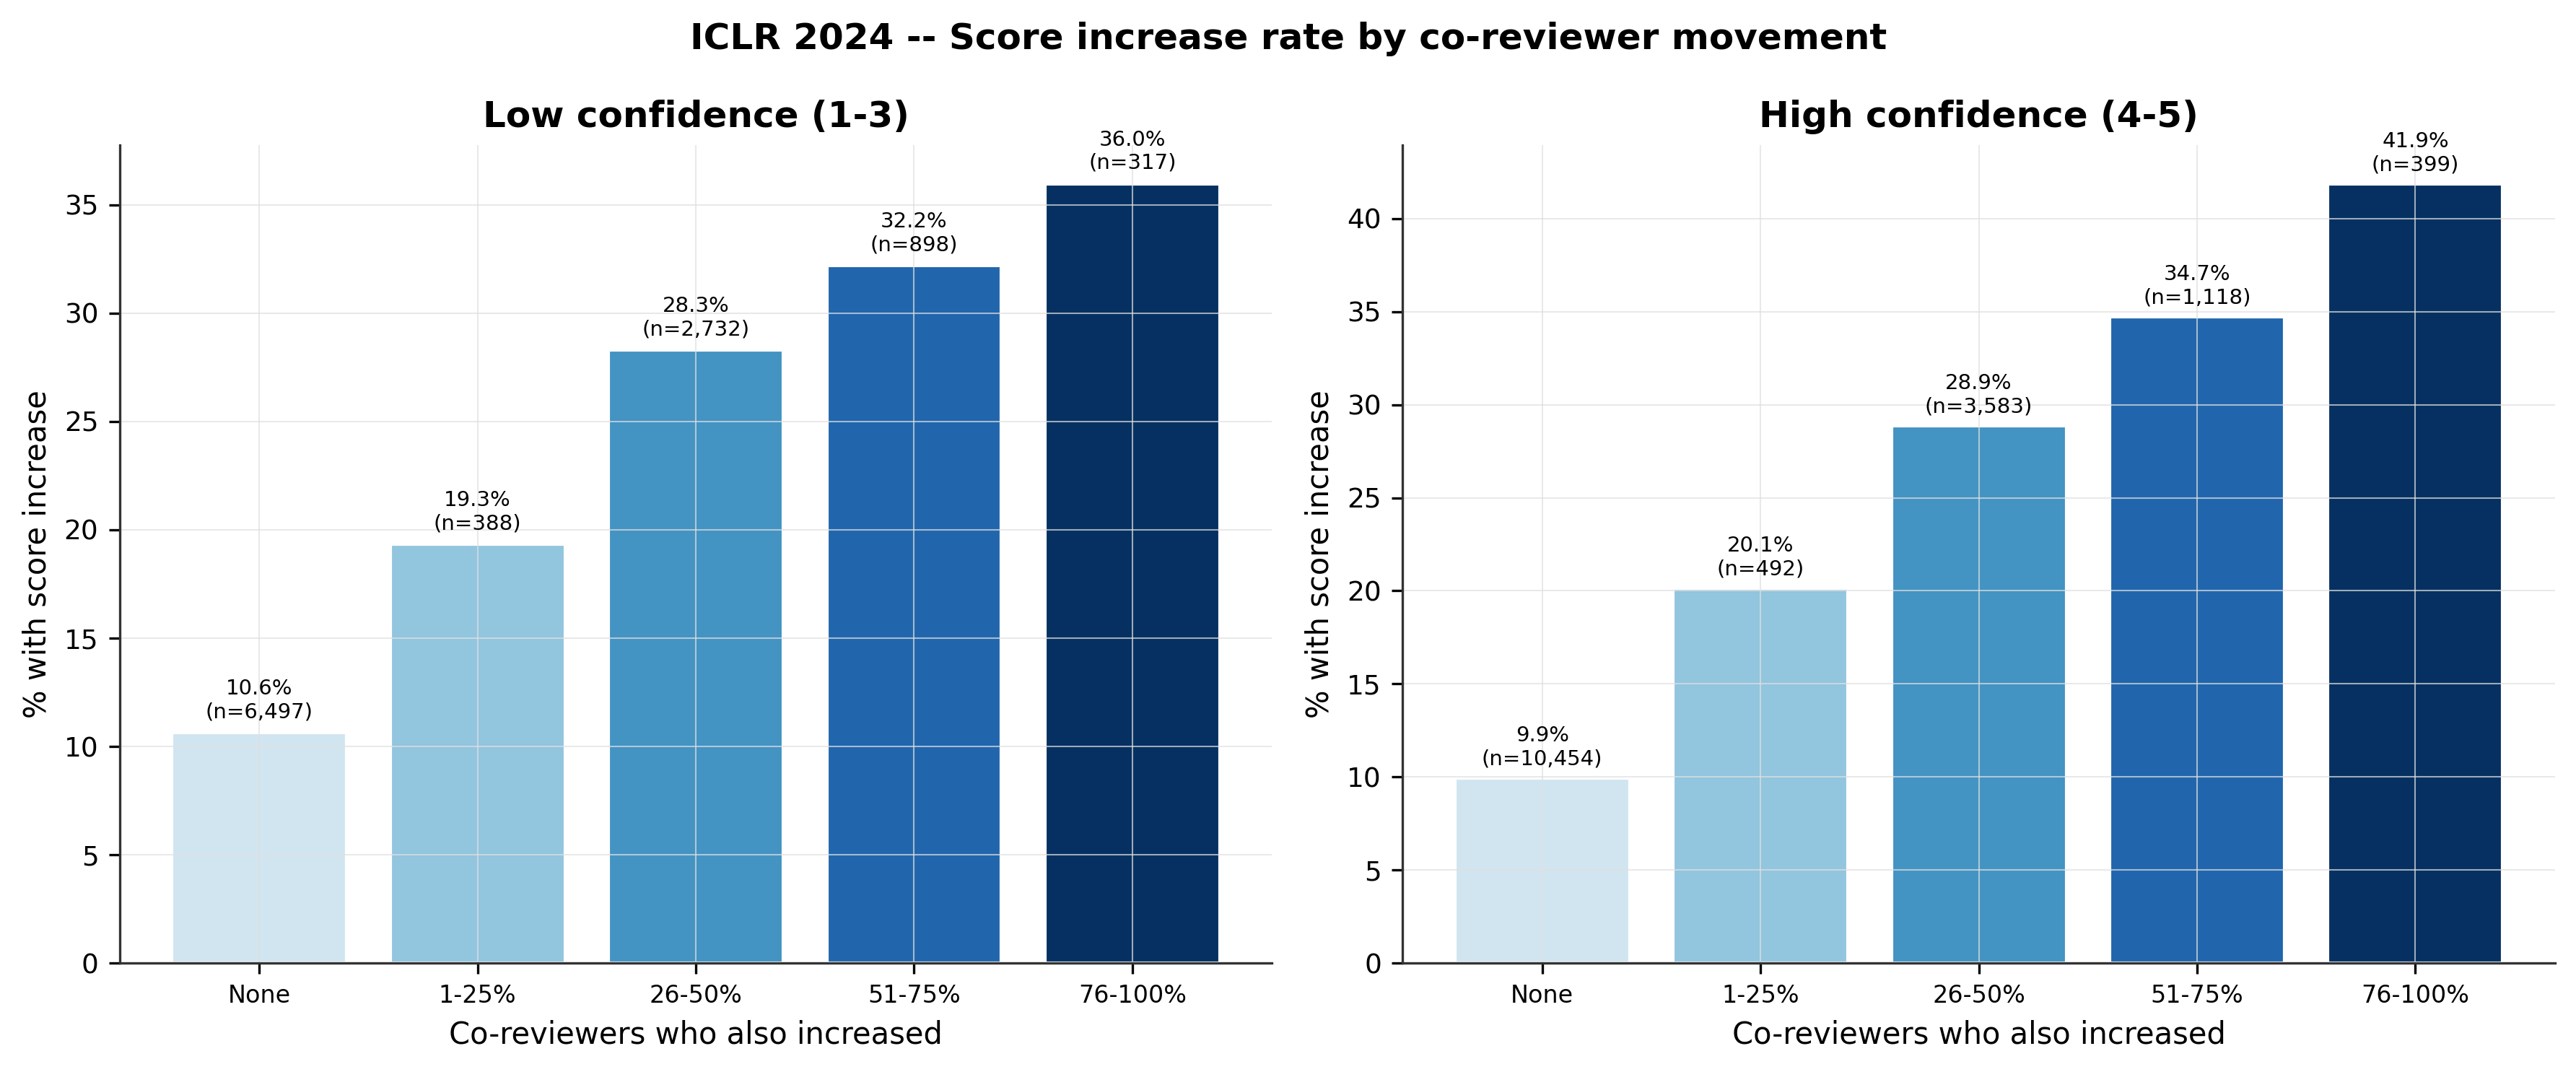 ICLR 2024 -- Score increase rate by co-reviewer movement
Low confidence (1-3)
% with score increase
35
30
25
20
15
10
5
0
10.6%
(n=6,497)
19.3%
(n=388)
28.3%
(n=2,732)
32.2%
(n=898)
36.0%
(n=317)
None
1-25%
26-50%
51-75%
76-100%
Co-reviewers who also increased
High confidence (4-5)
% with score increase
40
35
30
25
20
15
10
5
0
9.9%
(n=10,454)
20.1%
(n=492)
28.9%
(n=3,583)
34.7%
(n=1,118)
41.9%
(n=399)
None
1-25%
26-50%
51-75%
76-100%
Co-reviewers who also increased